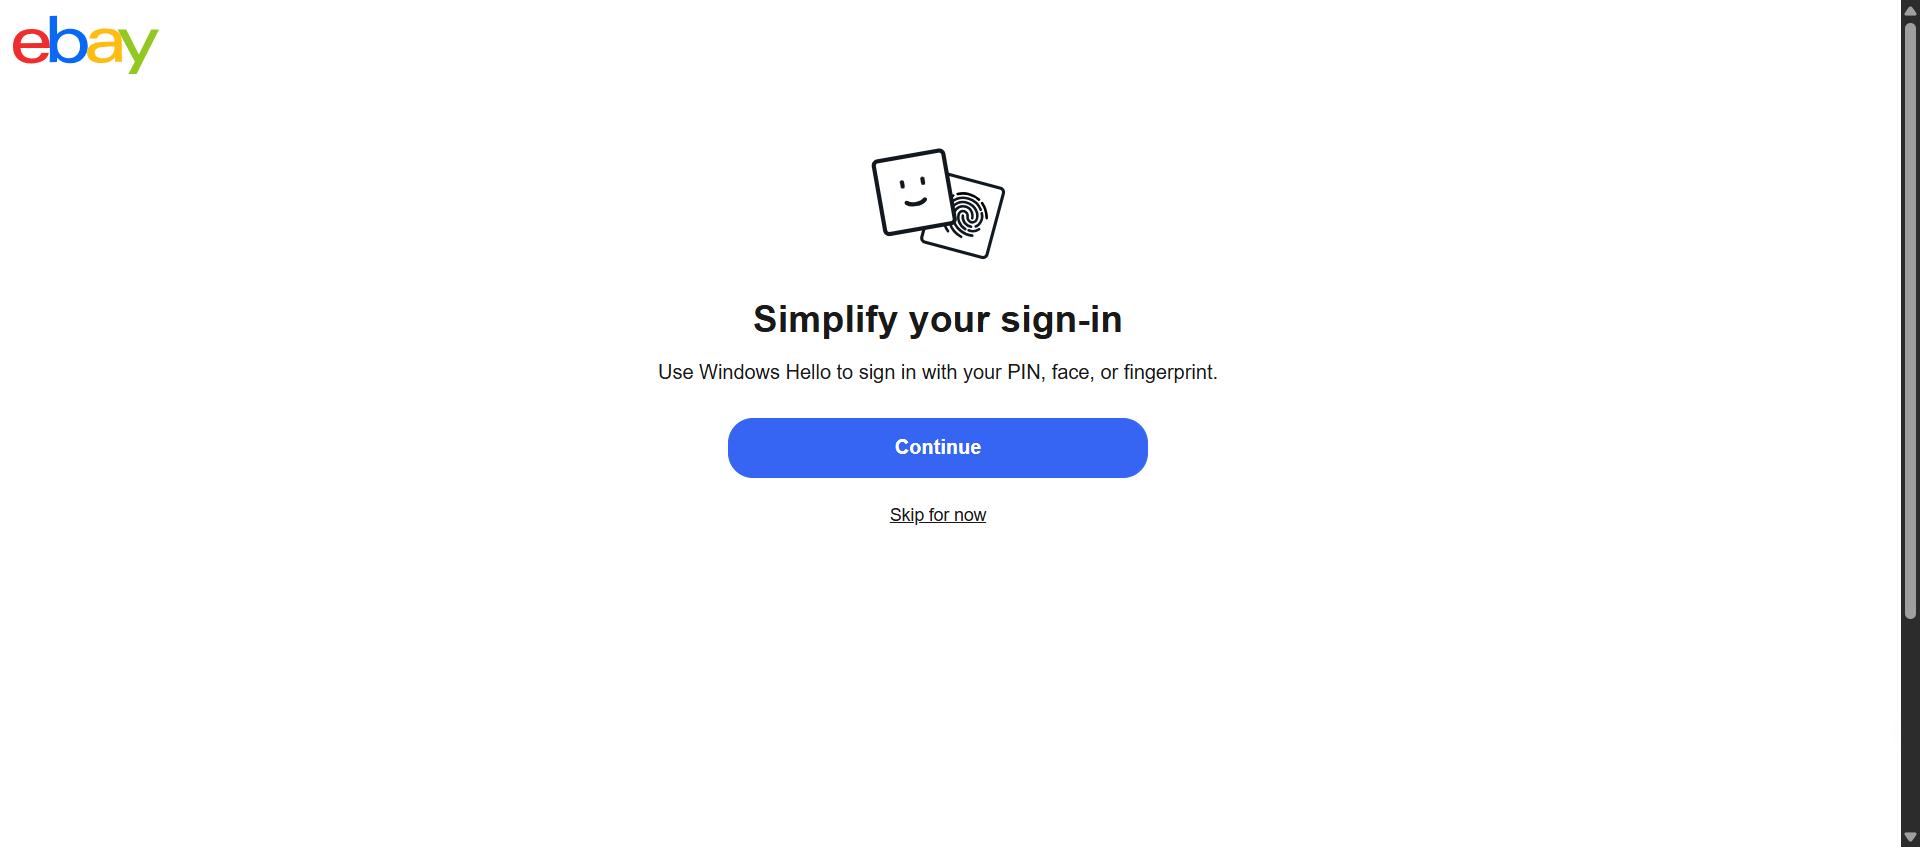 ebay
Simplify your sign-in
Use Windows Hello to sign in with your PIN, face, or fingerprint.
Continue
Skip for now